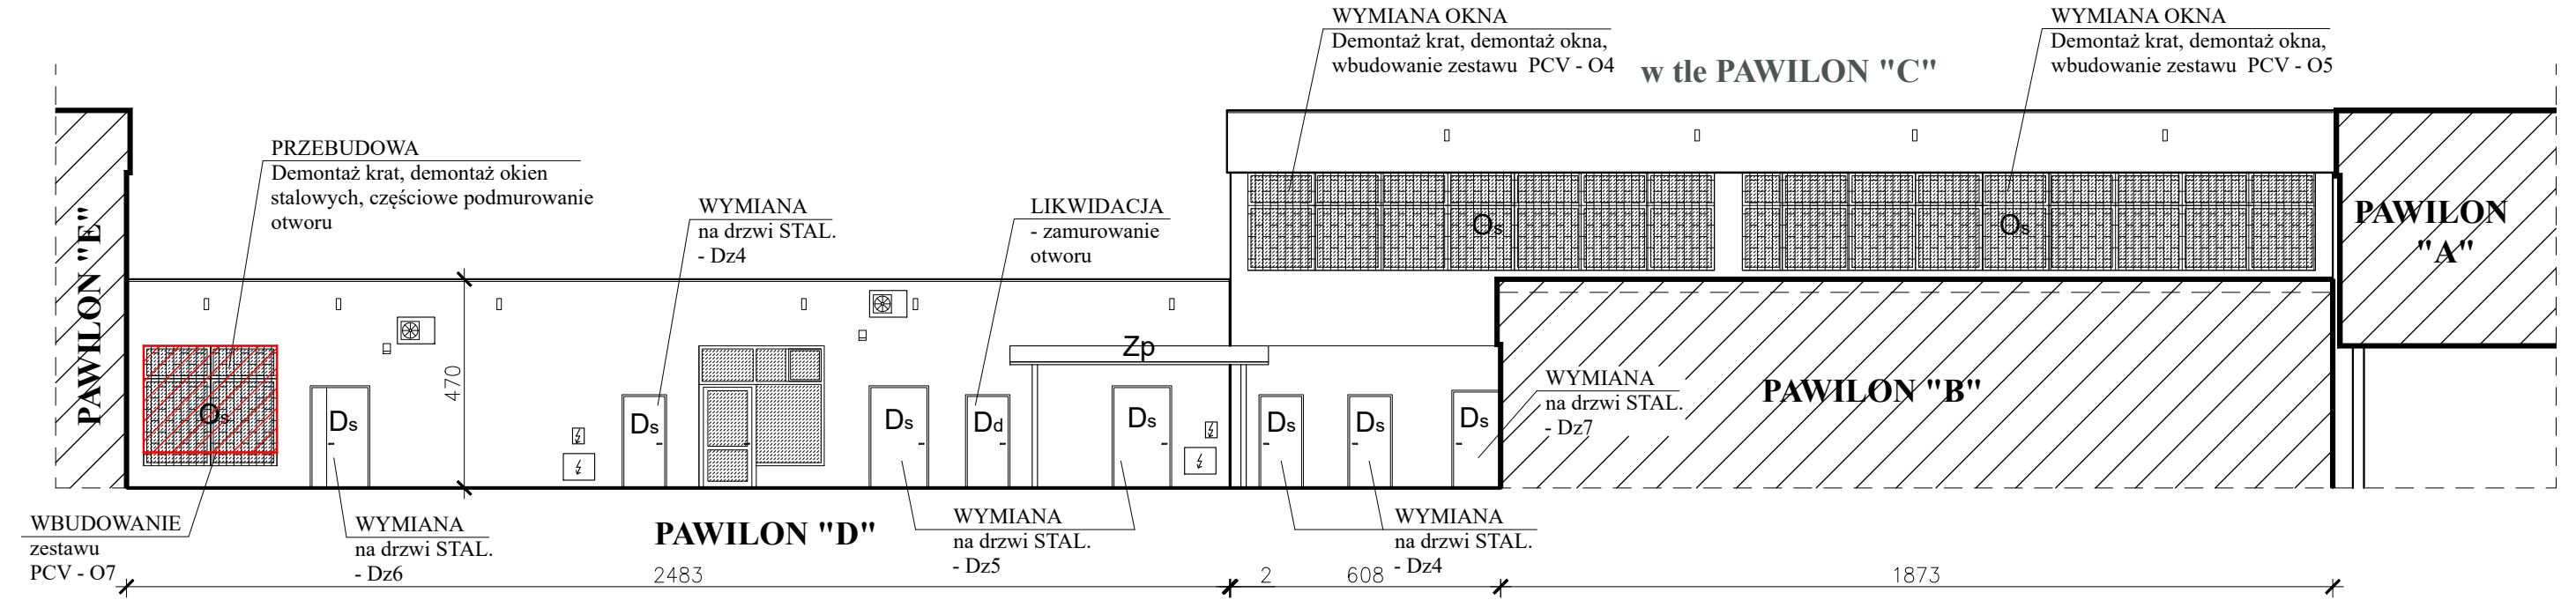 WYMIANA OKNA
Demontaż krat, demontaż okna,
wbudowanie zestawu PCV - O4
w tle PAWILON "C"
WYMIANA OKNA
Demontaż krat, demontaż okna,
wbudowanie zestawu PCV - O5
PRZEBUDOWA
Demontaż krat, demontaż okien
stalowych, częściowe podmurowanie
otworu
WYMIANA
na drzwi STAL.
- Dz4
LIKWIDACJA
- zamurowanie
otworu
Os
Os
PAWILON
"A"
PAWILON "E"
470
Zp
Os
Ds
Ds
Ds
Dd
Ds
Ds
Ds
Ds
WYMIANA
na drzwi STAL.
- Dz7
PAWILON "B"
WBUDOWANIE
zestawu
PCV - O7
WYMIANA
na drzwi STAL.
- Dz6
PAWILON "D"
WYMIANA
na drzwi STAL.
- Dz5
WYMIANA
na drzwi STAL.
- Dz4
2483
2
608
1873